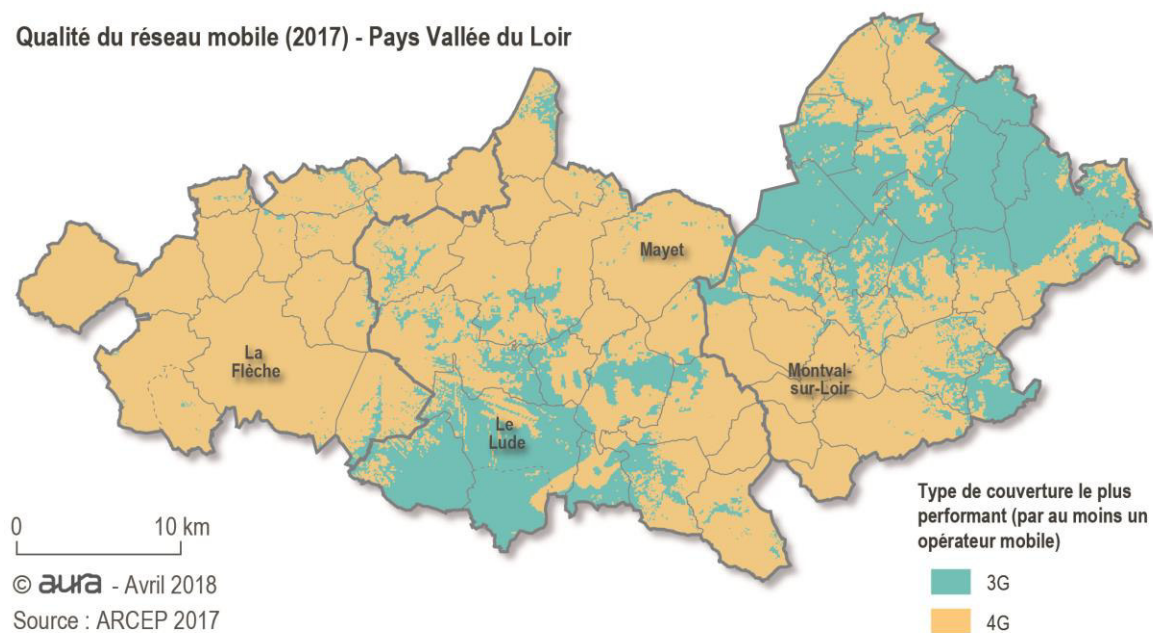 Qualité du réseau mobile (2017) - Pays Vallée du Loir
Mayet
La
Flèche
Montval-
sur-Loir
Le
Lude
0 10 km
© aura - Avril 2018
Source : ARCEP 2017
Type de couverture le plus
performant (par au moins un
opérateur mobile)
3G
4G